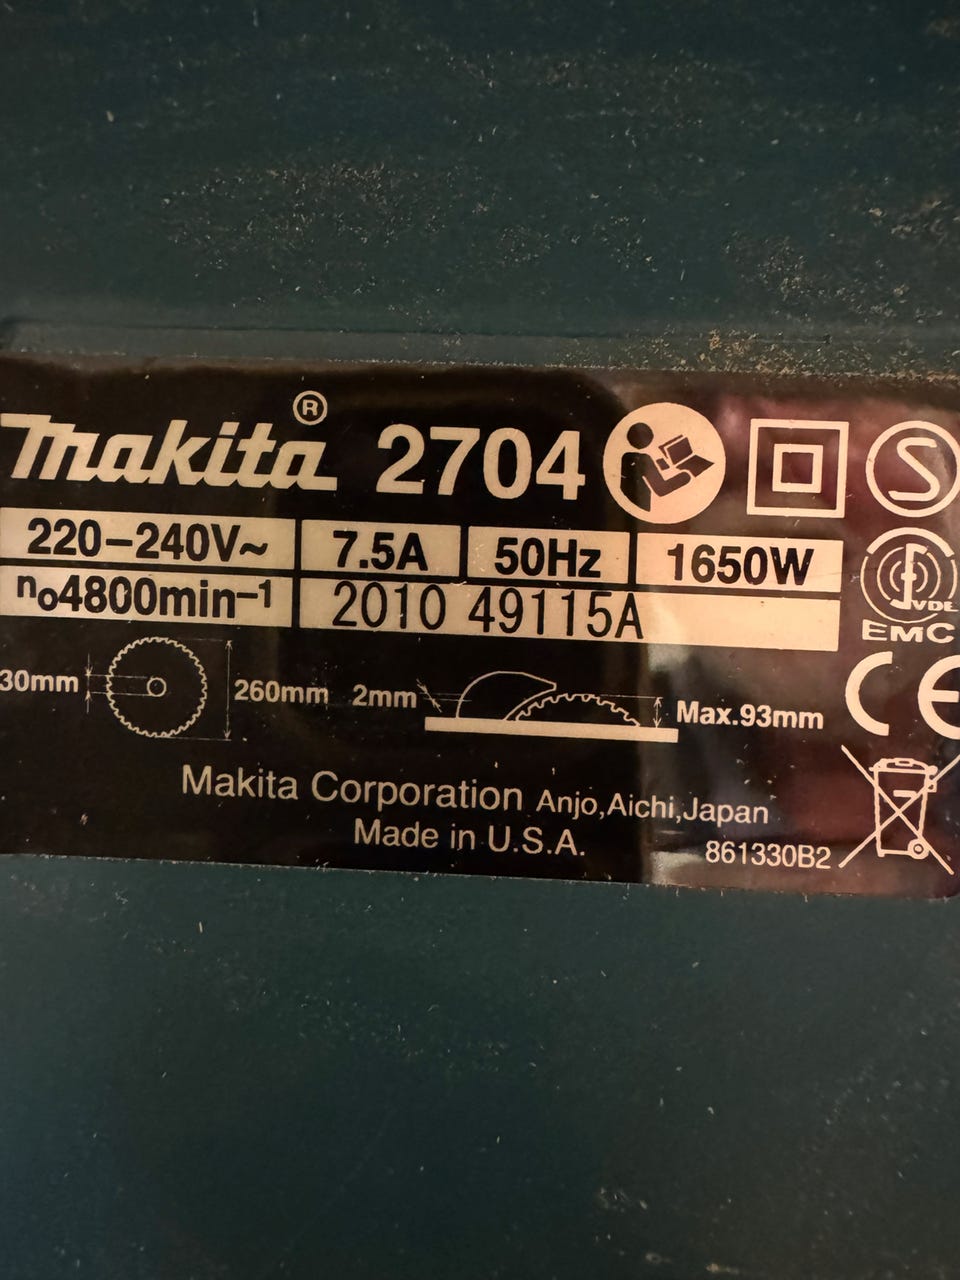 makita® 2704
220-240V~ 7.5A 50Hz 1650W
n₀4800min⁻¹ 2010 49115A
VDE
EMC
30mm 260mm 2mm Max.93mm
CE
Makita Corporation Anjo,Aichi,Japan
Made in U.S.A.
861330B2